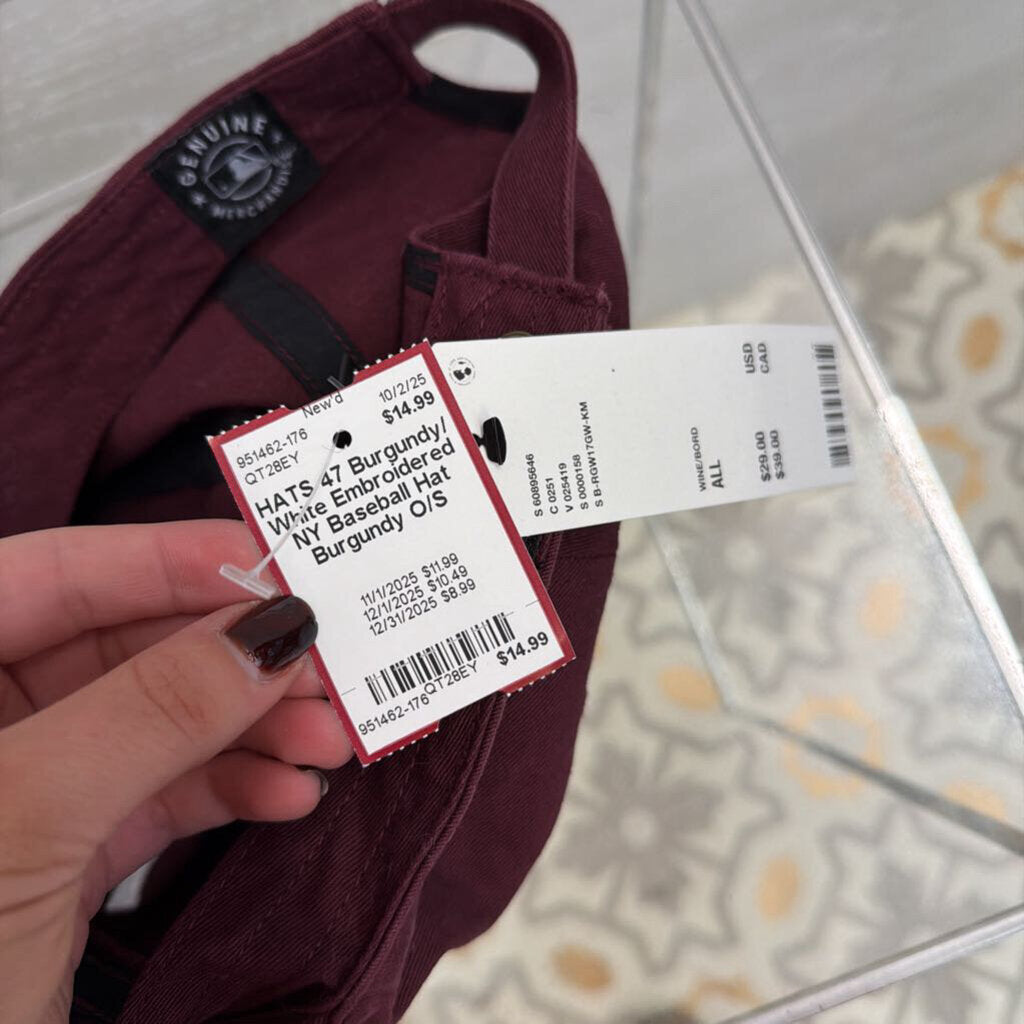 GENUINE
MERCHANDISE
New'd
10/2/25
951462-176
$14.99
QT28EY
HATS 47 Burgundy/
White Embroidered
NY Baseball Hat
Burgundy O/S
11/1/2025 $11.99
12/1/2025 $10.49
12/31/2025 $8.99
951462-176
QT28EY
$14.99
S 60895646
C 0251
V 025419
S 0000158
S B-RGW17GW-KM
WINE/BORD
ALL
$29.00 USD
$39.00 CAD